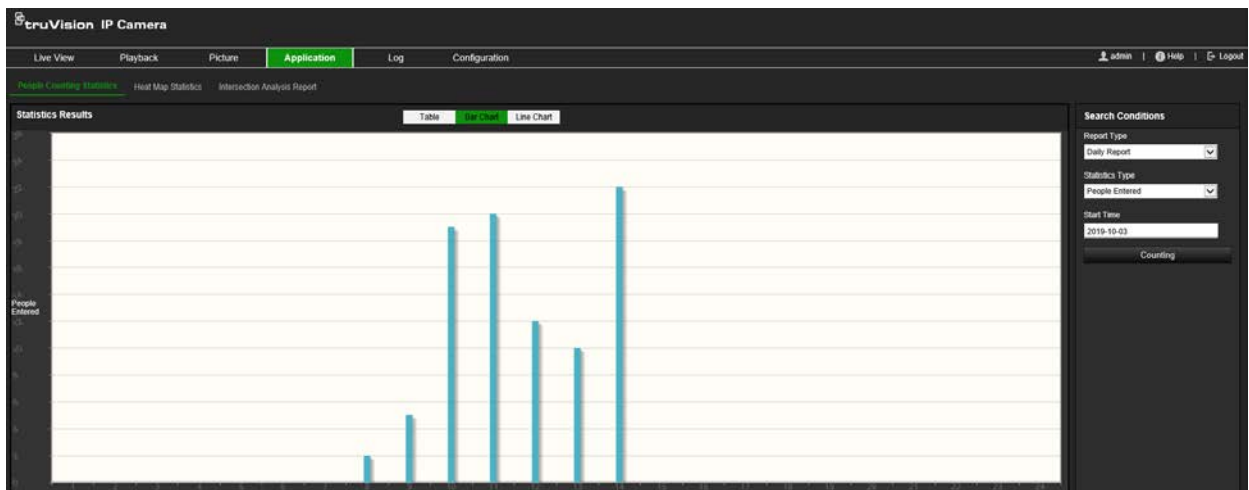 truVision IP Camera
Live View Playback Picture Application Log Configuration admin | Help | Logout
People Counting Statistics Heat Map Statistics Intersection Analysis Report
Statistics Results Table Bar Chart Line Chart Search Conditions
Report Type
Daily Report
Statistics Type
People Entered
Start Time
2019-10-03
Counting
People
Entered